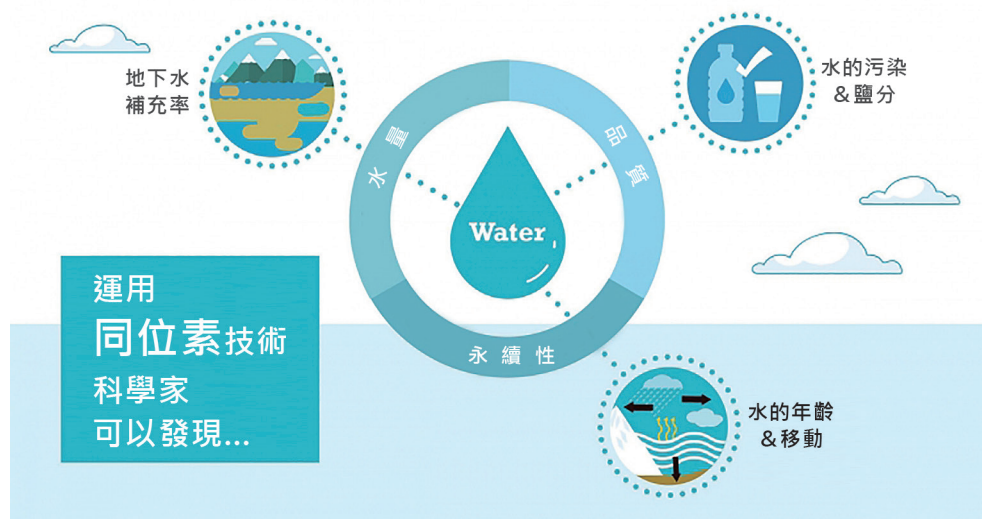 地下水
補充率
水的污染
&鹽分
水量
品質
Water
永續性
運用
同位素技術
科學家
可以發現...
水的年齡
&移動